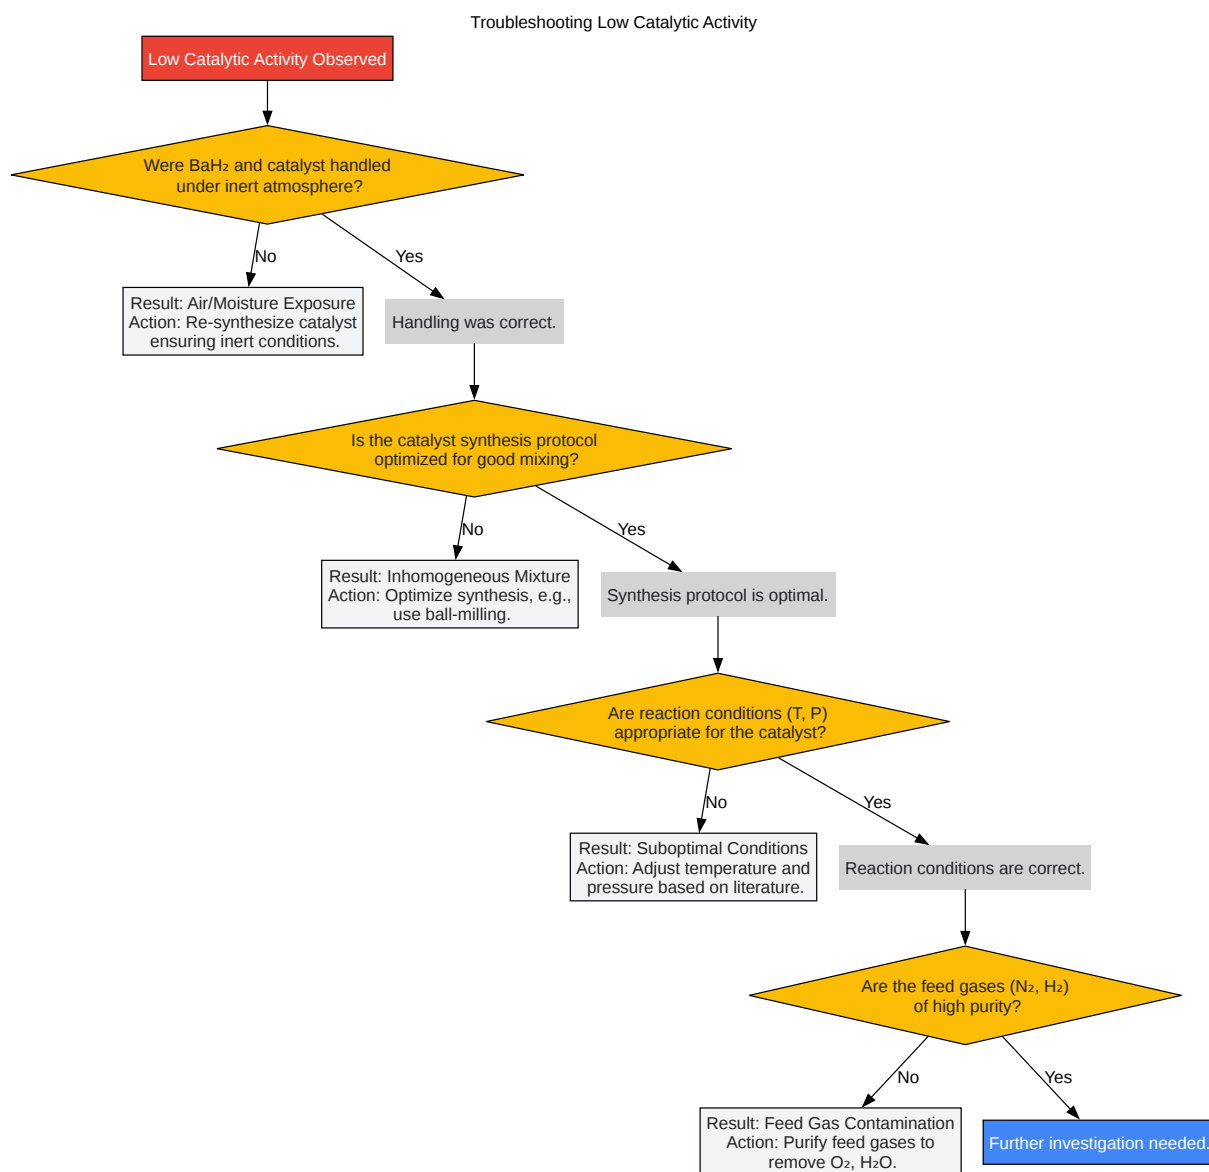 Troubleshooting Low Catalytic Activity
Low Catalytic Activity Observed
Were BaH₂ and catalyst handled
under inert atmosphere?
No
Yes
Result: Air/Moisture Exposure
Action: Re-synthesize catalyst
ensuring inert conditions.
Handling was correct.
Is the catalyst synthesis protocol
optimized for good mixing?
No
Yes
Result: Inhomogeneous Mixture
Action: Optimize synthesis, e.g.,
use ball-milling.
Synthesis protocol is optimal.
Are reaction conditions (T, P)
appropriate for the catalyst?
No
Yes
Result: Suboptimal Conditions
Action: Adjust temperature and
pressure based on literature.
Reaction conditions are correct.
Are the feed gases (N₂, H₂)
of high purity?
No
Yes
Result: Feed Gas Contamination
Action: Purify feed gases to
remove O₂, H₂O.
Further investigation needed.